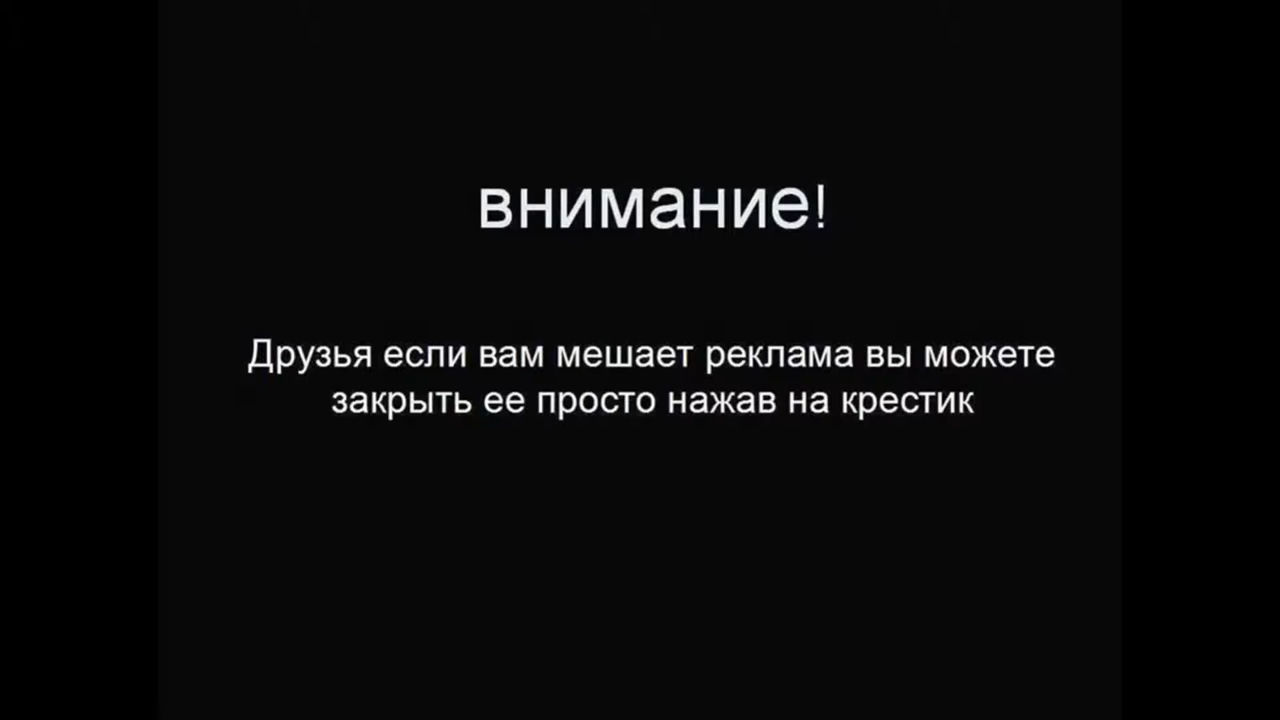 внимание!
Друзья если вам мешает реклама вы можете
закрыть ее просто нажав на крестик